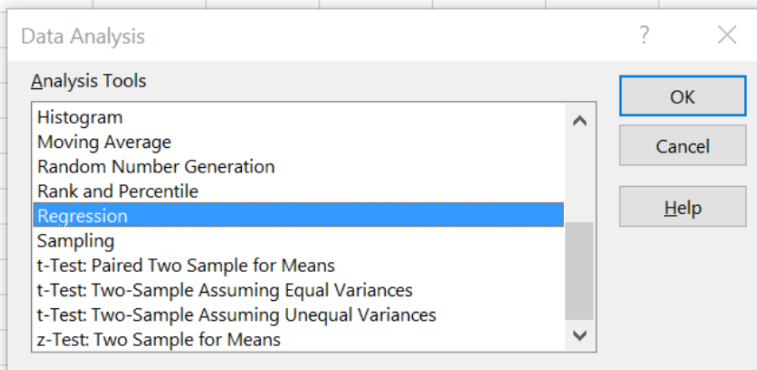 Data Analysis
?
Analysis Tools
Histogram
Moving Average
Random Number Generation
Rank and Percentile
Regression
Sampling
t-Test: Paired Two Sample for Means
t-Test: Two-Sample Assuming Equal Variances
t-Test: Two-Sample Assuming Unequal Variances
z-Test: Two Sample for Means
OK
Cancel
Help